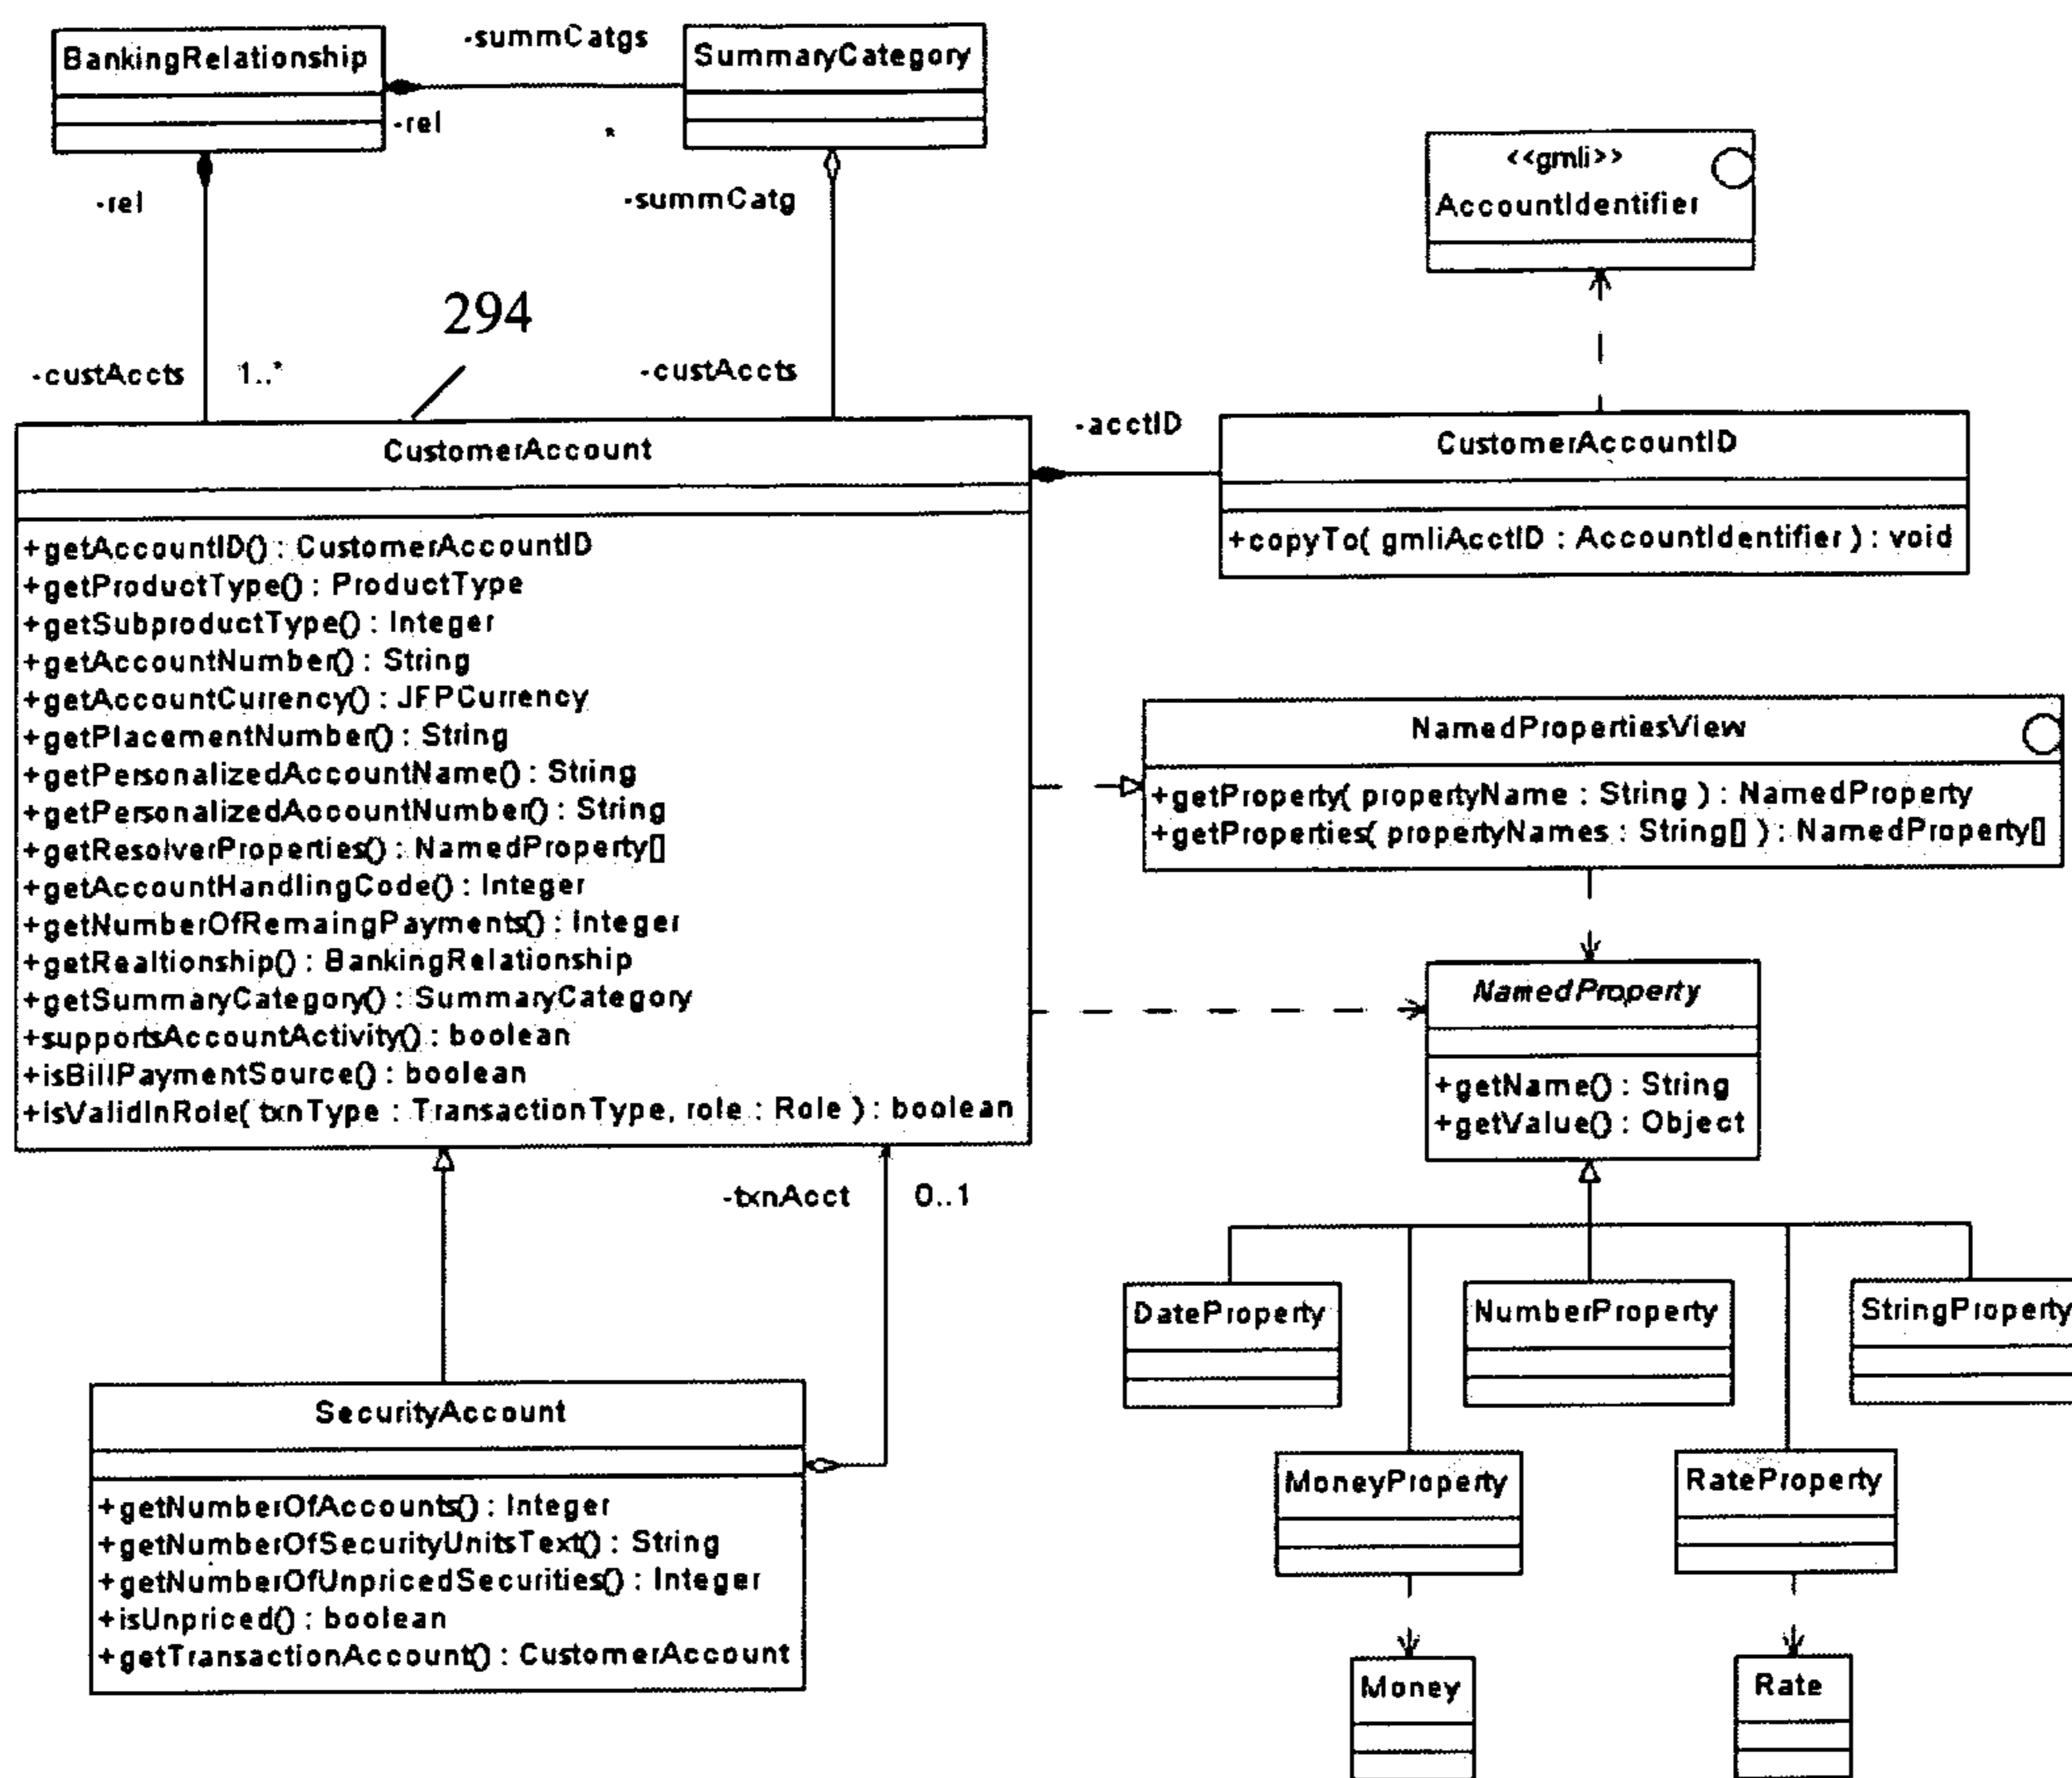 BankingRelationship
-summCatgs
SummaryCategory
-rel
*
-rel
-summCatg
<<gmli>>
AccountIdentifier
294
-custAccts
1..*
-custAccts
CustomerAccount
+getAccountID() : CustomerAccountID
+getProductType() : ProductType
+getSubproductType() : Integer
+getAccountNumber() : String
+getAccountCurrency() : JFPCurrency
+getPlacementNumber() : String
+getPersonalizedAccountName() : String
+getPersonalizedAccountNumber() : String
+getResolverProperties() : NamedProperty[]
+getAccountHandlingCode() : Integer
+getNumberOfRemaingPayments() : Integer
+getRealtionship() : BankingRelationship
+getSummaryCategory() : SummaryCategory
+supportsAccountActivity() : boolean
+isBillPaymentSource() : boolean
+isValidInRole( txnType : TransactionType, role : Role ) : boolean
-acctID
CustomerAccountID
+copyTo( gmliAcctID : AccountIdentifier ) : void
NamedPropertiesView
+getProperty( propertyName : String ) : NamedProperty
+getProperties( propertyNames : String[] ) : NamedProperty[]
NamedProperty
+getName() : String
+getValue() : Object
-txnAcct
0..1
DateProperty
NumberProperty
StringProperty
MoneyProperty
RateProperty
Money
Rate
SecurityAccount
+getNumberOfAccounts() : Integer
+getNumberOfSecurityUnitsText() : String
+getNumberOfUnpricedSecurities() : Integer
+isUnpriced() : boolean
+getTransactionAccount() : CustomerAccount